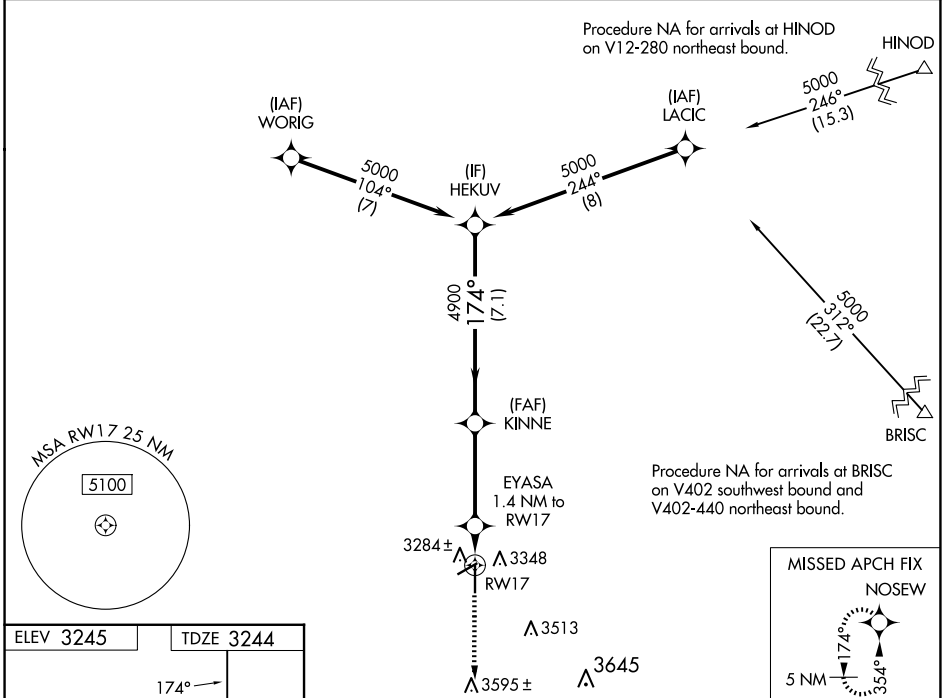 Procedure NA for arrivals at HINOD
on V12-280 northeast bound.
HINOD
5000
246°
(15.3)
(IAF)
LACIC
(IAF)
WORIG
5000
104°
(7)
(IF)
HEKUV
5000
244°
(8)
4900
174°
(7.1)
5000
312°
(22.7)
BRISC
(FAF)
KINNE
MSA RW17 25 NM
5100
EYASA
1.4 NM to
RW17
Procedure NA for arrivals at BRISC
on V402 southwest bound and
V402-440 northeast bound.
3284±
3348
RW17
3513
3645
3595±
MISSED APCH FIX
NOSEW
174°
354°
5 NM
ELEV 3245
TDZE 3244
174°